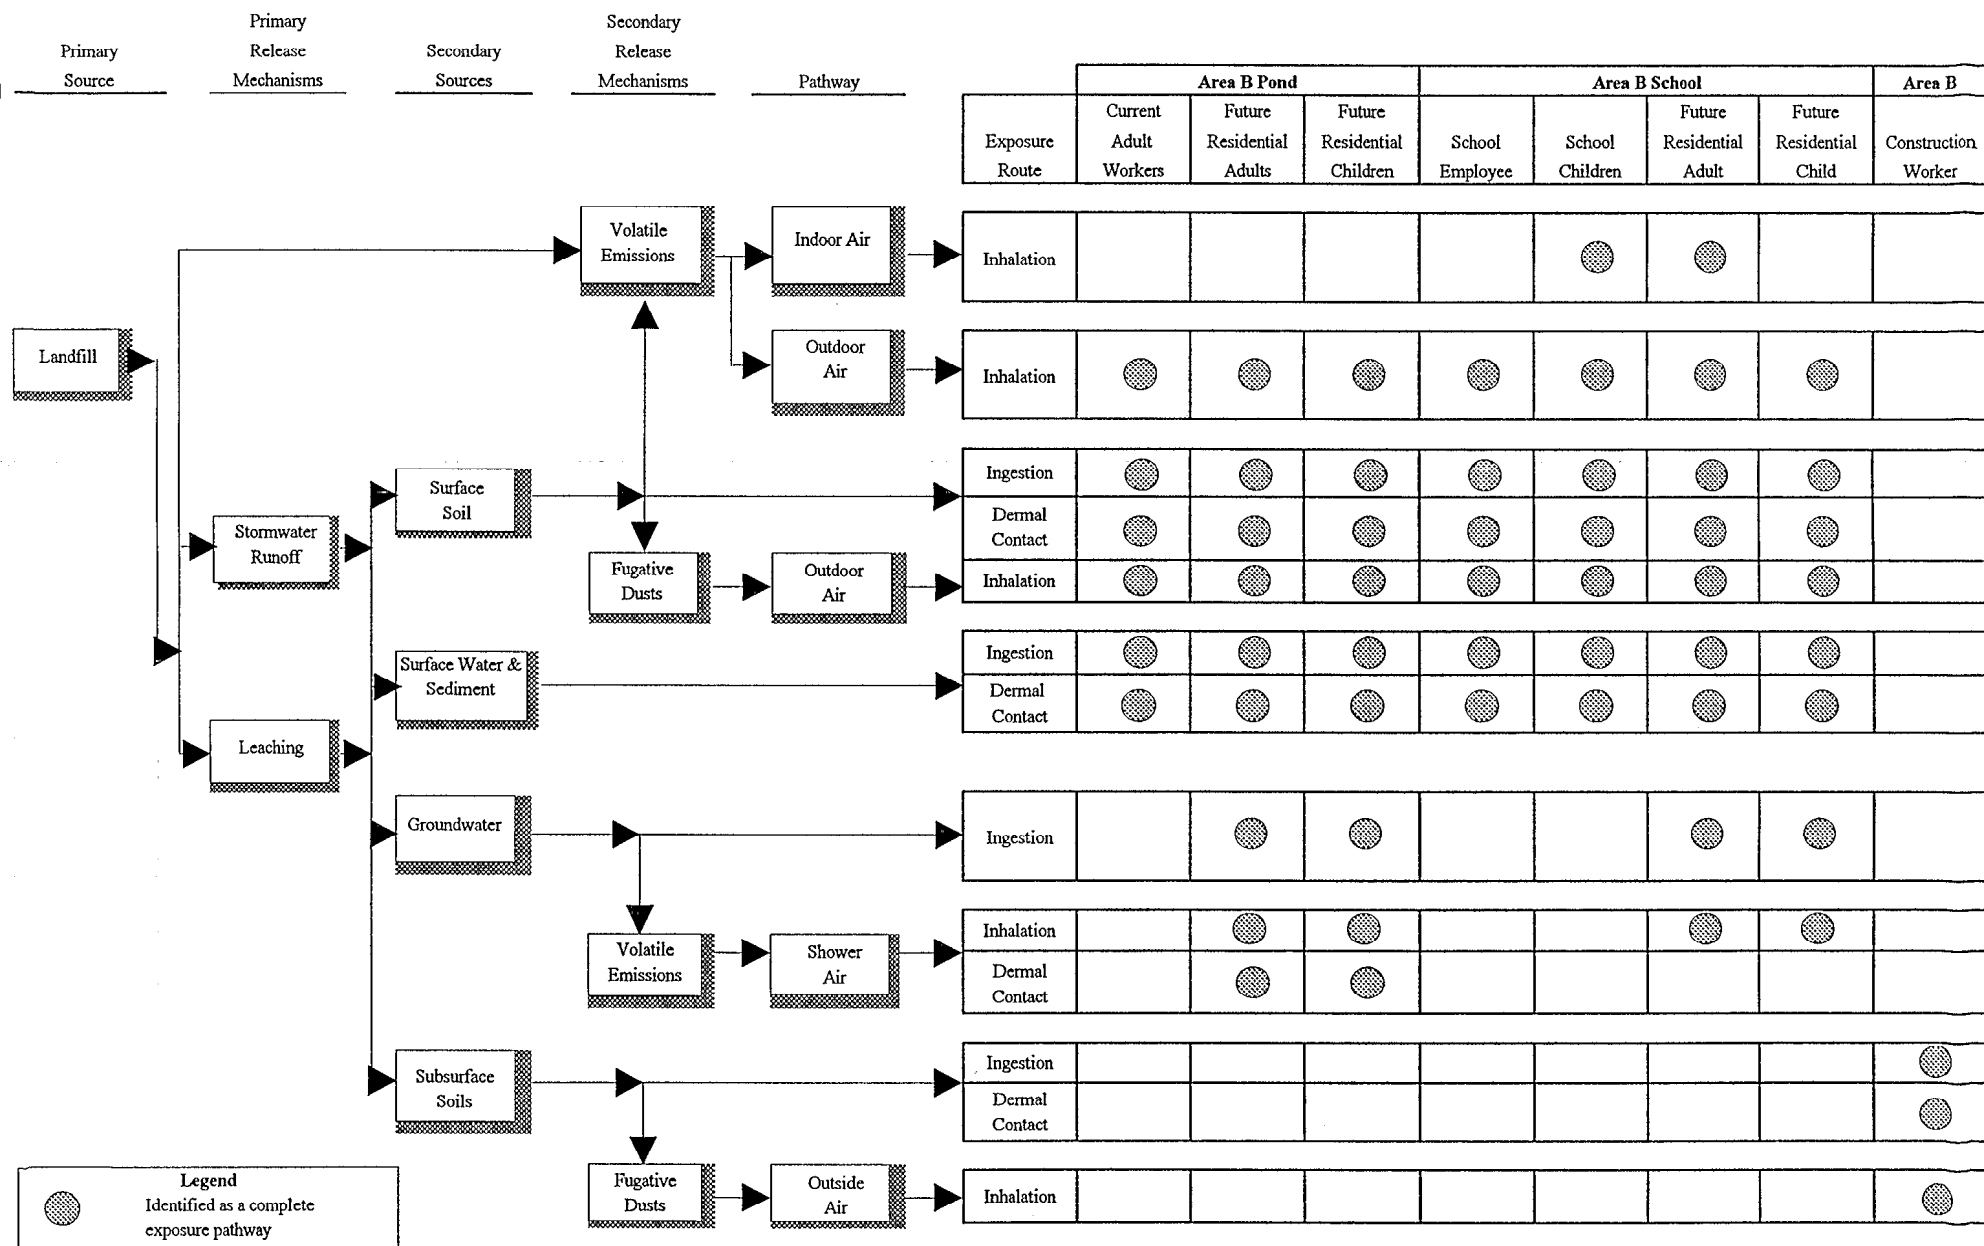 Primary
Source
Primary
Release
Mechanisms
Secondary
Sources
Secondary
Release
Mechanisms
Pathway
Area B Pond
Area B School
Area B
Exposure
Route
Current
Adult
Workers
Future
Residential
Adults
Future
Residential
Children
School
Employee
School
Children
Future
Residential
Adult
Future
Residential
Child
Construction
Worker
Volatile
Emissions
Indoor Air
Inhalation
Landfill
Outdoor
Air
Inhalation
Surface
Soil
Ingestion
Dermal
Contact
Stormwater
Runoff
Fugative
Dusts
Outdoor
Air
Inhalation
Surface Water &
Sediment
Ingestion
Dermal
Contact
Leaching
Groundwater
Ingestion
Volatile
Emissions
Shower
Air
Inhalation
Dermal
Contact
Subsurface
Soils
Ingestion
Dermal
Contact
Fugative
Dusts
Outside
Air
Inhalation
Legend
Identified as a complete
exposure pathway